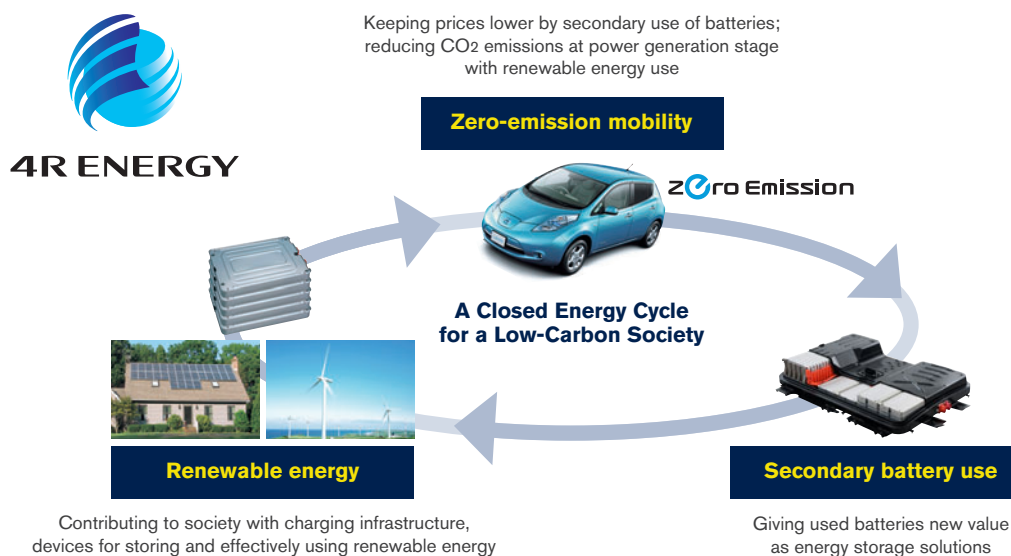 Keeping prices lower by secondary use of batteries;
reducing CO2 emissions at power generation stage
with renewable energy use
4R ENERGY
Zero-emission mobility
zero Emission
A Closed Energy Cycle
for a Low-Carbon Society
Renewable energy
Secondary battery use
Contributing to society with charging infrastructure,
devices for storing and effectively using renewable energy
Giving used batteries new value
as energy storage solutions